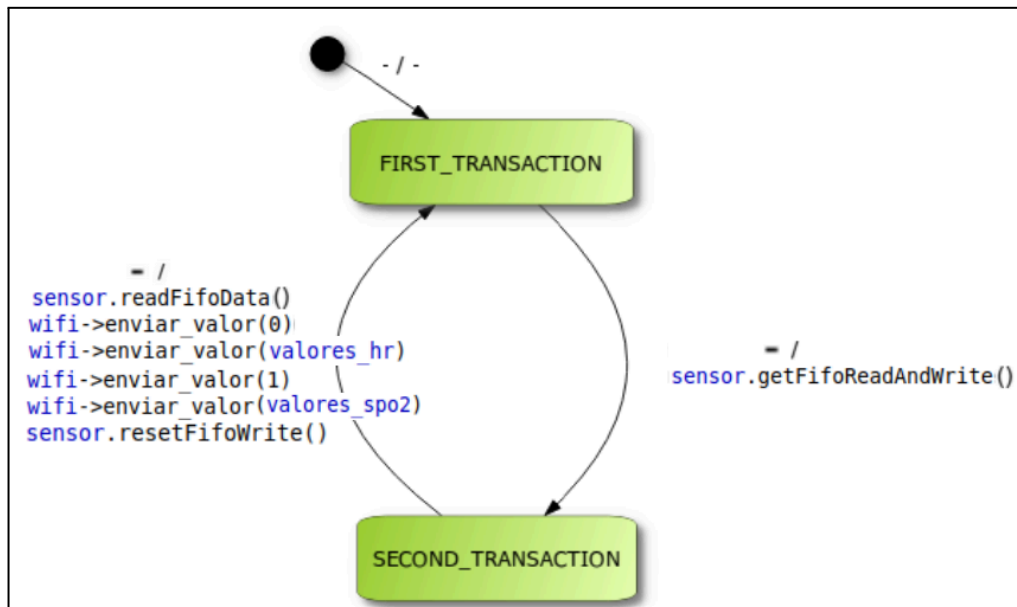 - / -
FIRST_TRANSACTION
- /
sensor.readFifoData()
wifi->enviar_valor(0)
wifi->enviar_valor(valores_hr)
wifi->enviar_valor(1)
wifi->enviar_valor(valores_spo2)
sensor.resetFifoWrite()
- /
sensor.getFifoReadAndWrite()
SECOND_TRANSACTION